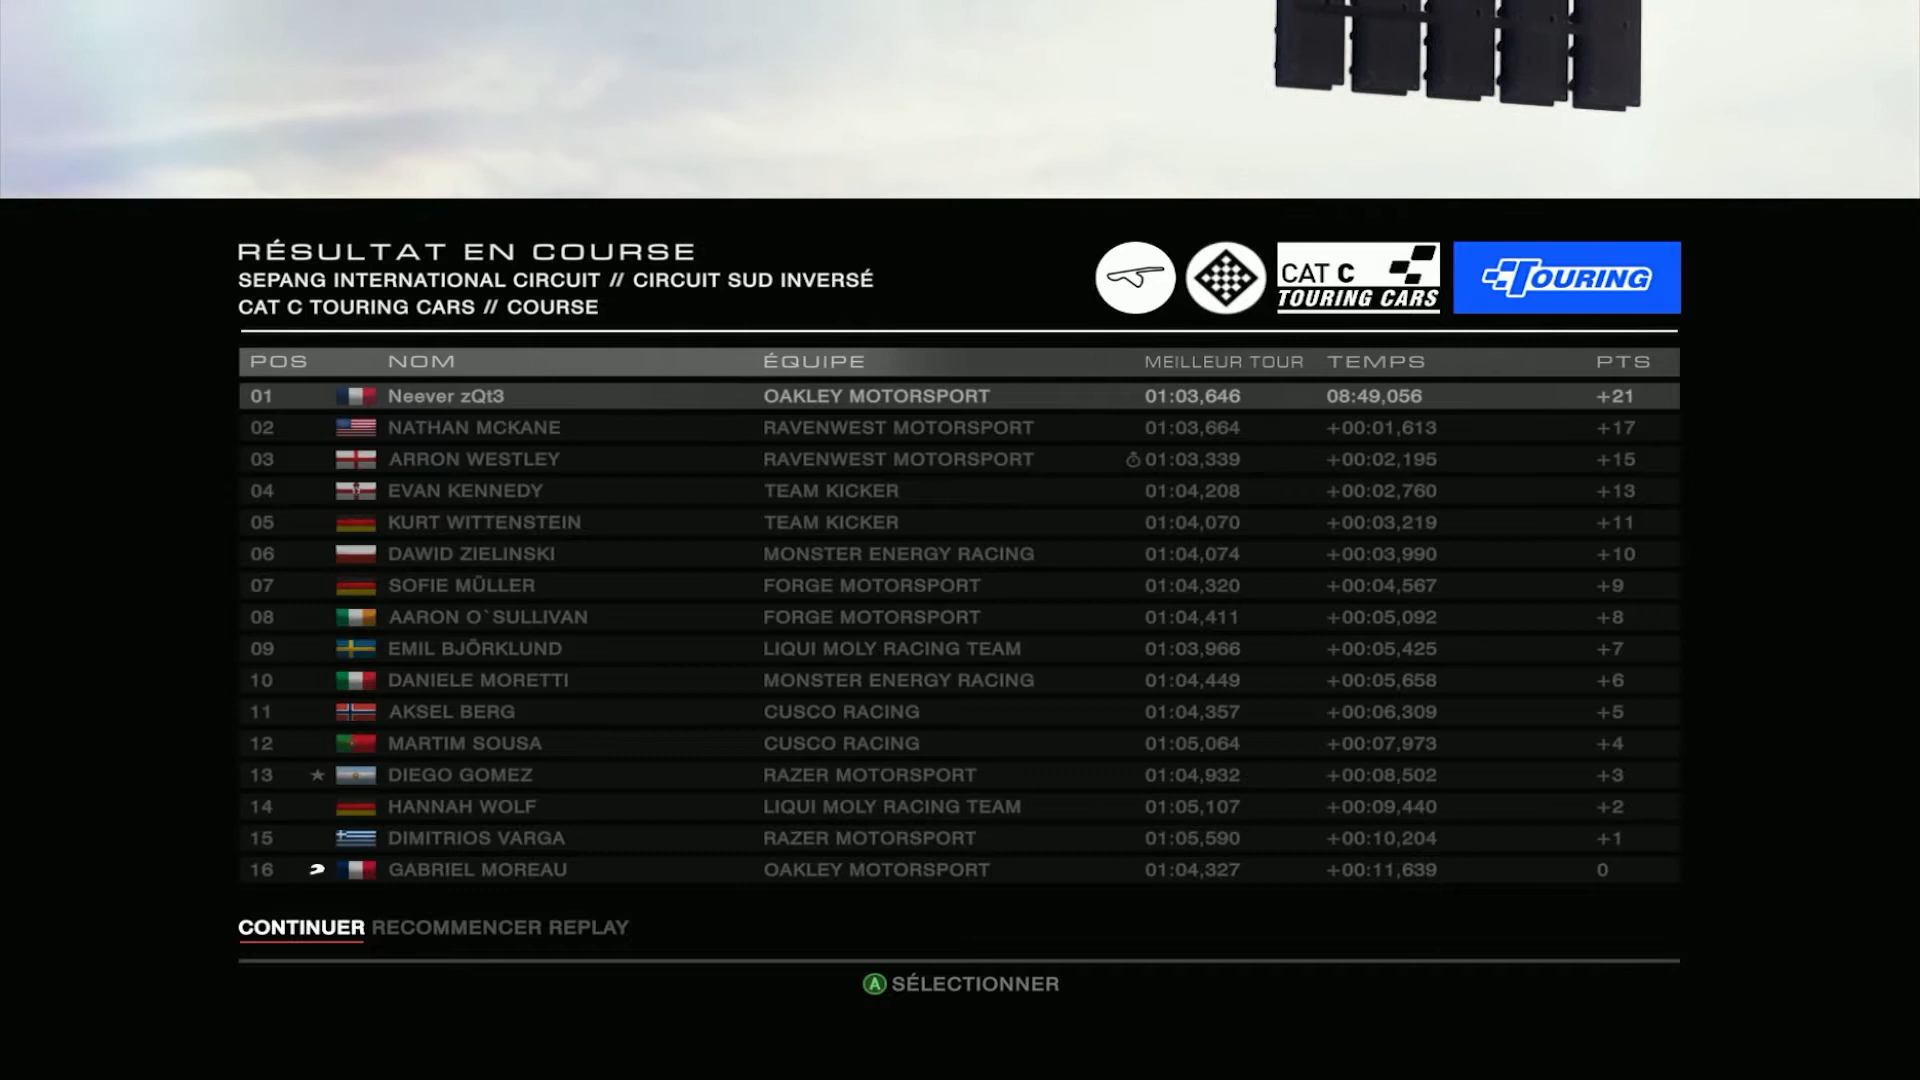 RÉSULTAT EN COURSE
SEPANG INTERNATIONAL CIRCUIT // CIRCUIT SUD INVERSÉ
CAT C TOURING CARS // COURSE
CAT C
TOURING CARS
TOURING
POS NOM ÉQUIPE MEILLEUR TOUR TEMPS PTS
01 Neever zQt3 OAKLEY MOTORSPORT 01:03,646 08:49,056 +21
02 NATHAN MCKANE RAVENWEST MOTORSPORT 01:03,664 +00:01,613 +17
03 ARRON WESTLEY RAVENWEST MOTORSPORT 01:03,339 +00:02,195 +15
04 EVAN KENNEDY TEAM KICKER 01:04,208 +00:02,760 +13
05 KURT WITTENSTEIN TEAM KICKER 01:04,070 +00:03,219 +11
06 DAWID ZIELINSKI MONSTER ENERGY RACING 01:04,074 +00:03,990 +10
07 SOFIE MÜLLER FORGE MOTORSPORT 01:04,320 +00:04,567 +9
08 AARON O`SULLIVAN FORGE MOTORSPORT 01:04,411 +00:05,092 +8
09 EMIL BJÖRKLUND LIQUI MOLY RACING TEAM 01:03,966 +00:05,425 +7
10 DANIELE MORETTI MONSTER ENERGY RACING 01:04,449 +00:05,658 +6
11 AKSEL BERG CUSCO RACING 01:04,357 +00:06,309 +5
12 MARTIM SOUSA CUSCO RACING 01:05,064 +00:07,973 +4
13 ★ DIEGO GOMEZ RAZER MOTORSPORT 01:04,932 +00:08,502 +3
14 HANNAH WOLF LIQUI MOLY RACING TEAM 01:05,107 +00:09,440 +2
15 DIMITRIOS VARGA RAZER MOTORSPORT 01:05,590 +00:10,204 +1
16 GABRIEL MOREAU OAKLEY MOTORSPORT 01:04,327 +00:11,639 0
CONTINUER RECOMMENCER REPLAY
A SÉLECTIONNER